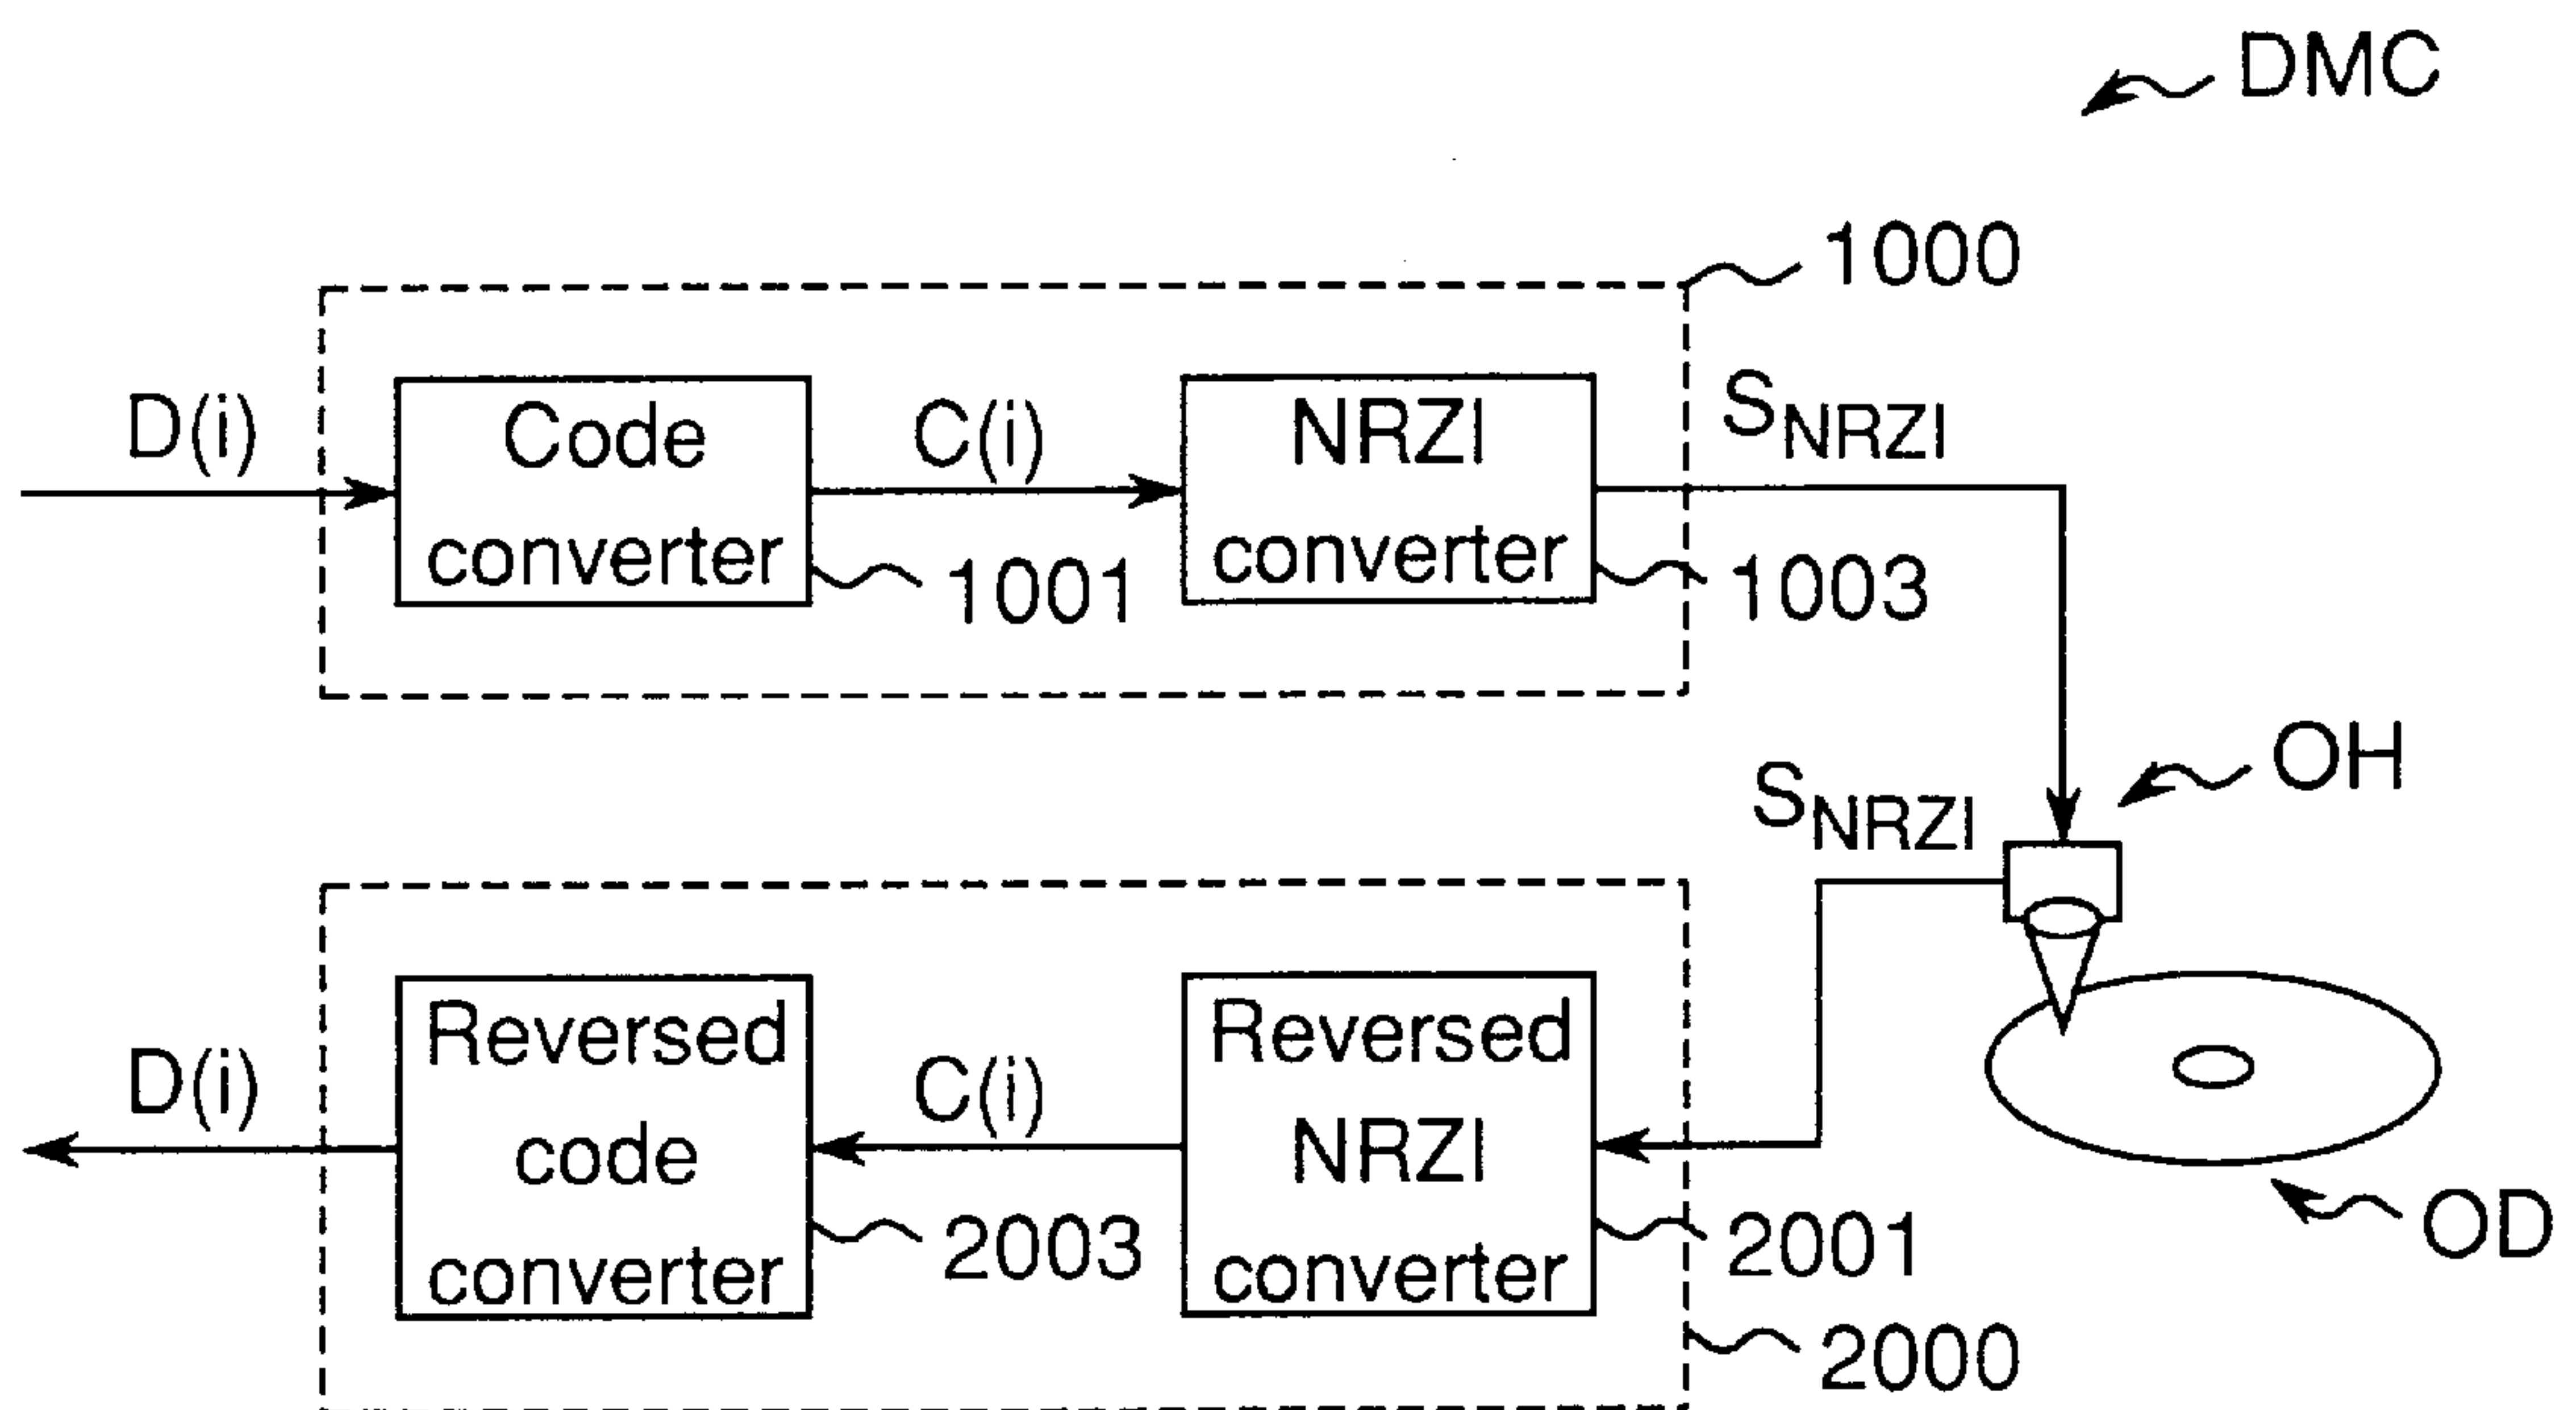 DMC
1000
D(i)
Code
converter
1001
C(i)
NRZI
converter
1003
SNRZI
OH
SNRZI
D(i)
Reversed
code
converter
2003
C(i)
Reversed
NRZI
converter
2001
2000
OD